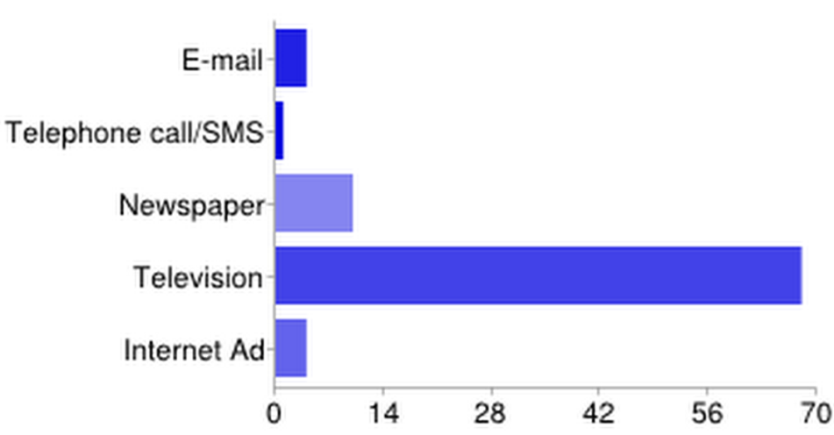 E-mail
Telephone call/SMS
Newspaper
Television
Internet Ad
0 14 28 42 56 70